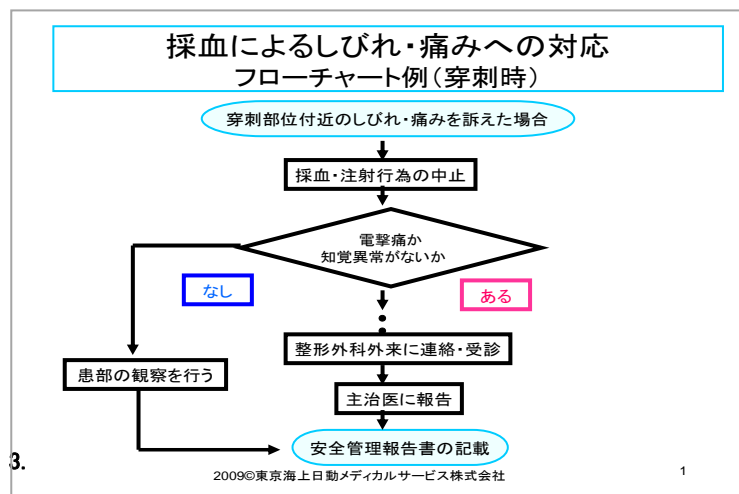 採血によるしびれ・痛みへの対応
フローチャート例(穿刺時)
穿刺部位付近のしびれ・痛みを訴えた場合
採血・注射行為の中止
電撃痛か
知覚異常がないか
なし
ある
整形外科外来に連絡・受診
患部の観察を行う
主治医に報告
安全管理報告書の記載
3.
2009©東京海上日動メディカルサービス株式会社
1